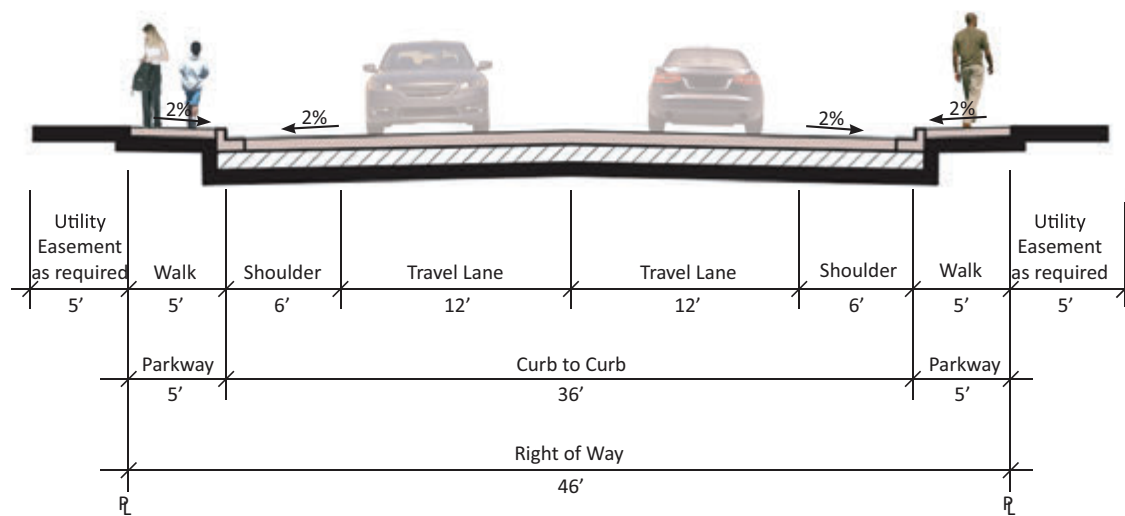 2%
2%
2%
2%
Utility
Easement
as required
Walk
Shoulder
Travel Lane
Travel Lane
Shoulder
Walk
Utility
Easement
as required
5’
5’
6’
12’
12’
6’
5’
5’
Parkway
Curb to Curb
Parkway
5’
36’
5’
Right of Way
46’
PL
PL